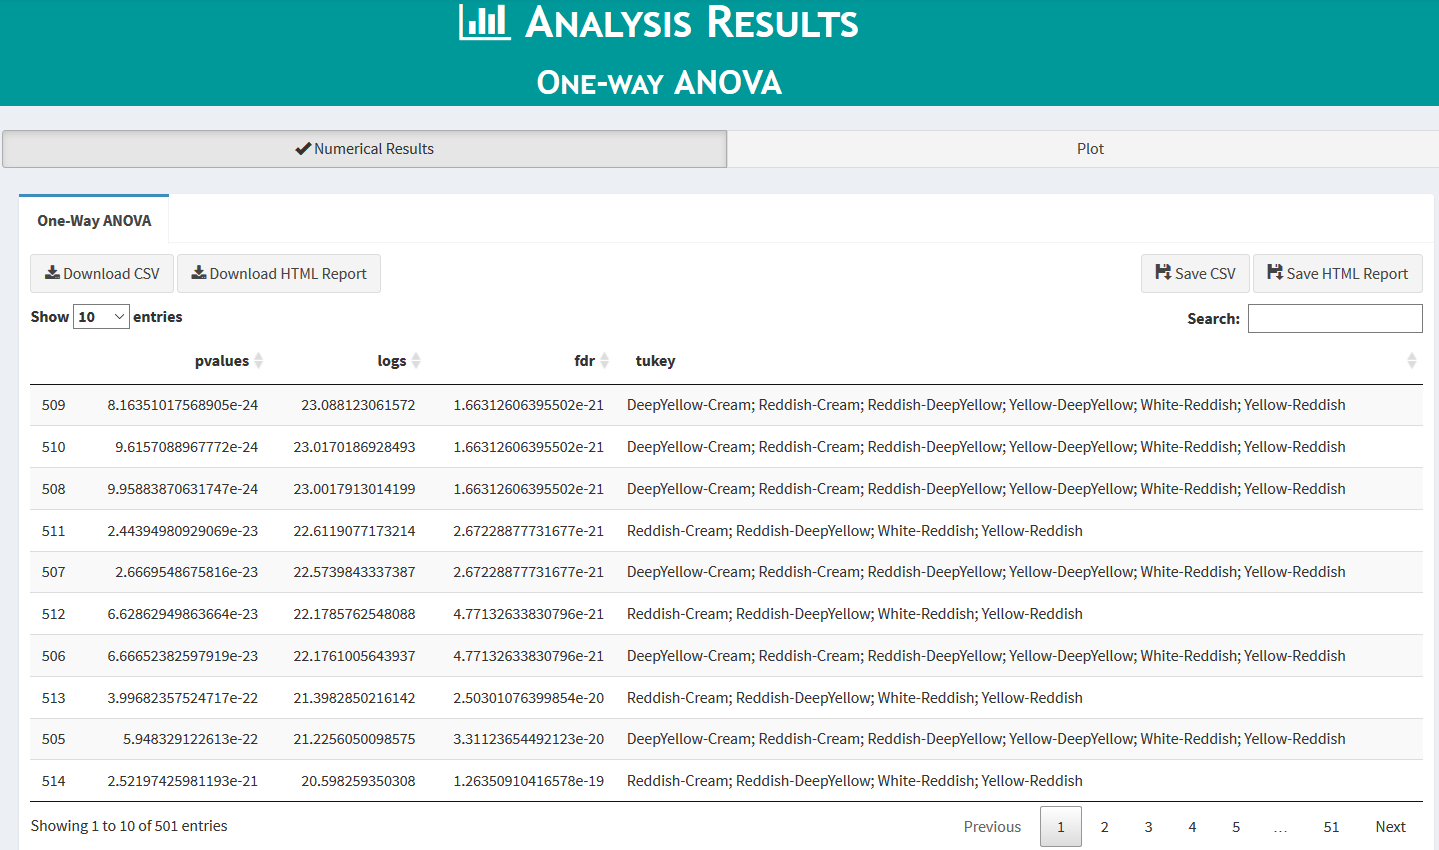 Analysis Results
One-way ANOVA
Numerical Results Plot
One-Way ANOVA
Download CSV Download HTML Report Save CSV Save HTML Report
Show 10 entries Search:
pvalues logs fdr tukey
509 8.16351017568905e-24 23.088123061572 1.66312606395502e-21 DeepYellow-Cream; Reddish-Cream; Reddish-DeepYellow; Yellow-DeepYellow; White-Reddish; Yellow-Reddish
510 9.6157088967772e-24 23.0170186928493 1.66312606395502e-21 DeepYellow-Cream; Reddish-Cream; Reddish-DeepYellow; Yellow-DeepYellow; White-Reddish; Yellow-Reddish
508 9.95883870631747e-24 23.0017913014199 1.66312606395502e-21 DeepYellow-Cream; Reddish-Cream; Reddish-DeepYellow; Yellow-DeepYellow; White-Reddish; Yellow-Reddish
511 2.44394980929069e-23 22.6119077173214 2.67228877731677e-21 Reddish-Cream; Reddish-DeepYellow; White-Reddish; Yellow-Reddish
507 2.6669548675816e-23 22.5739843337387 2.67228877731677e-21 DeepYellow-Cream; Reddish-Cream; Reddish-DeepYellow; Yellow-DeepYellow; White-Reddish; Yellow-Reddish
512 6.62862949863664e-23 22.1785762548088 4.77132633830796e-21 Reddish-Cream; Reddish-DeepYellow; White-Reddish; Yellow-Reddish
506 6.66652382597919e-23 22.1761005643937 4.77132633830796e-21 DeepYellow-Cream; Reddish-Cream; Reddish-DeepYellow; Yellow-DeepYellow; White-Reddish; Yellow-Reddish
513 3.99682357524717e-22 21.3982850216142 2.50301076399854e-20 Reddish-Cream; Reddish-DeepYellow; White-Reddish; Yellow-Reddish
505 5.948329122613e-22 21.2256050098575 3.31123654492123e-20 DeepYellow-Cream; Reddish-Cream; Reddish-DeepYellow; Yellow-DeepYellow; White-Reddish; Yellow-Reddish
514 2.52197425981193e-21 20.598259350308 1.26350910416578e-19 Reddish-Cream; Reddish-DeepYellow; White-Reddish; Yellow-Reddish
Showing 1 to 10 of 501 entries Previous 1 2 3 4 5 … 51 Next